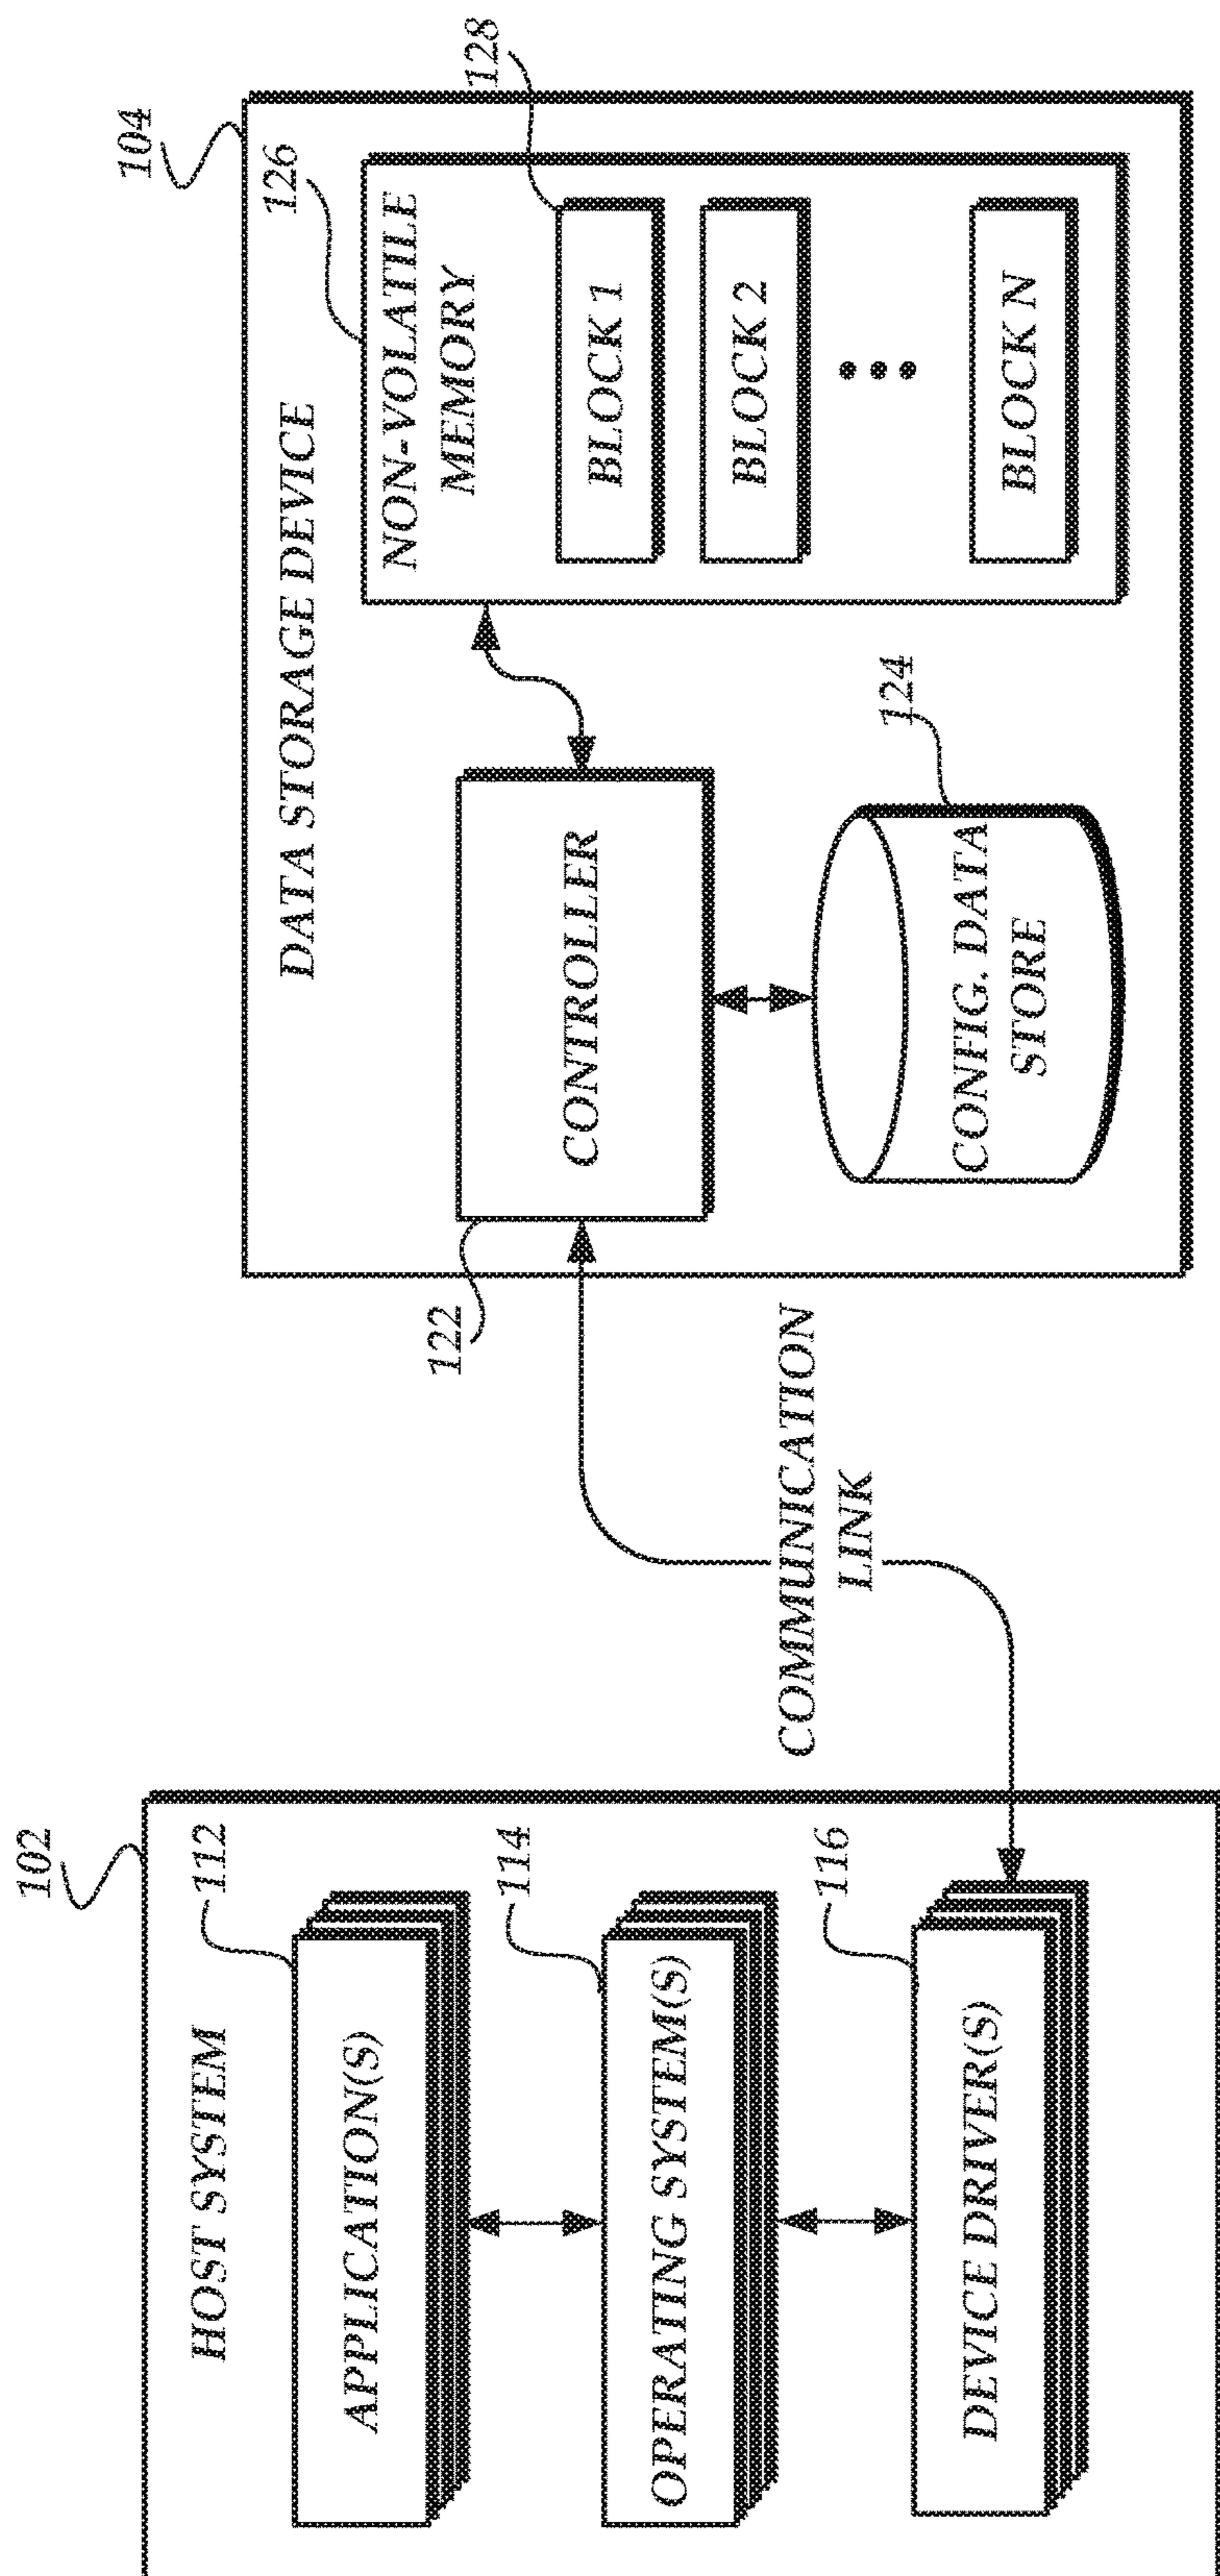 102
HOST SYSTEM
112
APPLICATION(S)
114
OPERATING SYSTEM(S)
116
DEVICE DRIVER(S)
COMMUNICATION
LINK
104
DATA STORAGE DEVICE
122
CONTROLLER
124
CONFIG. DATA
STORE
126
NON-VOLATILE
MEMORY
128
BLOCK 1
BLOCK 2
BLOCK N